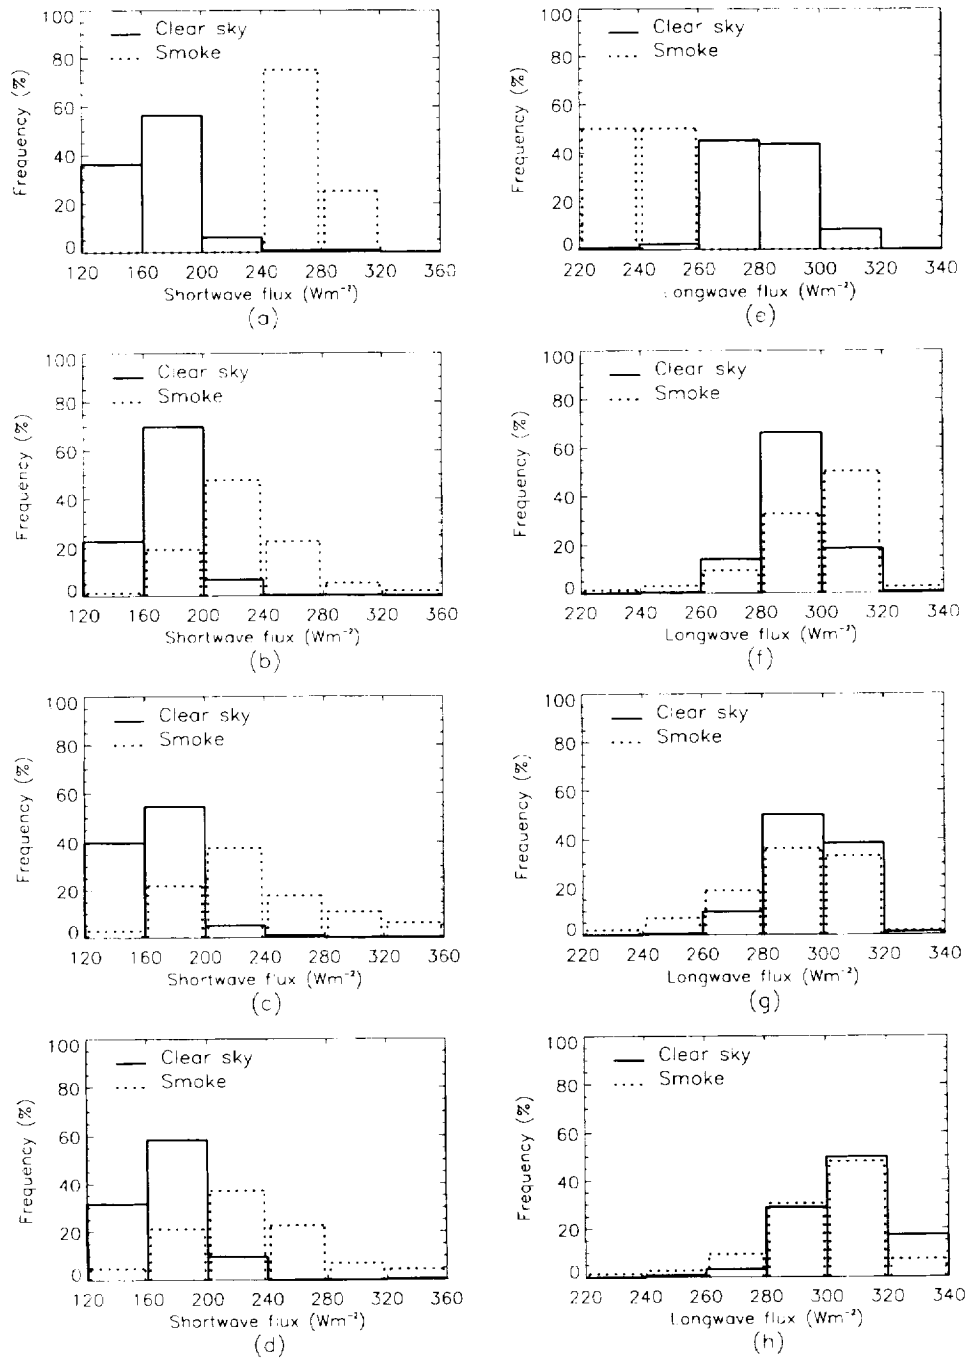 100
80
60
40
20
0
Frequency (%)
Clear sky
Smoke
120 160 200 240 280 320 360
Shortwave flux (Wm⁻²)
(a)
100
80
60
40
20
0
Frequency (%)
Clear sky
Smoke
220 240 260 280 300 320 340
Longwave flux (Wm⁻²)
(e)
100
80
60
40
20
0
Frequency (%)
Clear sky
Smoke
120 160 200 240 280 320 360
Shortwave flux (Wm⁻²)
(b)
100
80
60
40
20
0
Frequency (%)
Clear sky
Smoke
220 240 260 280 300 320 340
Longwave flux (Wm⁻²)
(f)
100
80
60
40
20
0
Frequency (%)
Clear sky
Smoke
120 160 200 240 280 320 360
Shortwave flux (Wm⁻²)
(c)
100
80
60
40
20
0
Frequency (%)
Clear sky
Smoke
220 240 260 280 300 320 340
Longwave flux (Wm⁻²)
(g)
100
80
60
40
20
0
Frequency (%)
Clear sky
Smoke
120 160 200 240 280 320 360
Shortwave flux (Wm⁻²)
(d)
100
80
60
40
20
0
Frequency (%)
Clear sky
Smoke
220 240 260 280 300 320 340
Longwave flux (Wm⁻²)
(h)